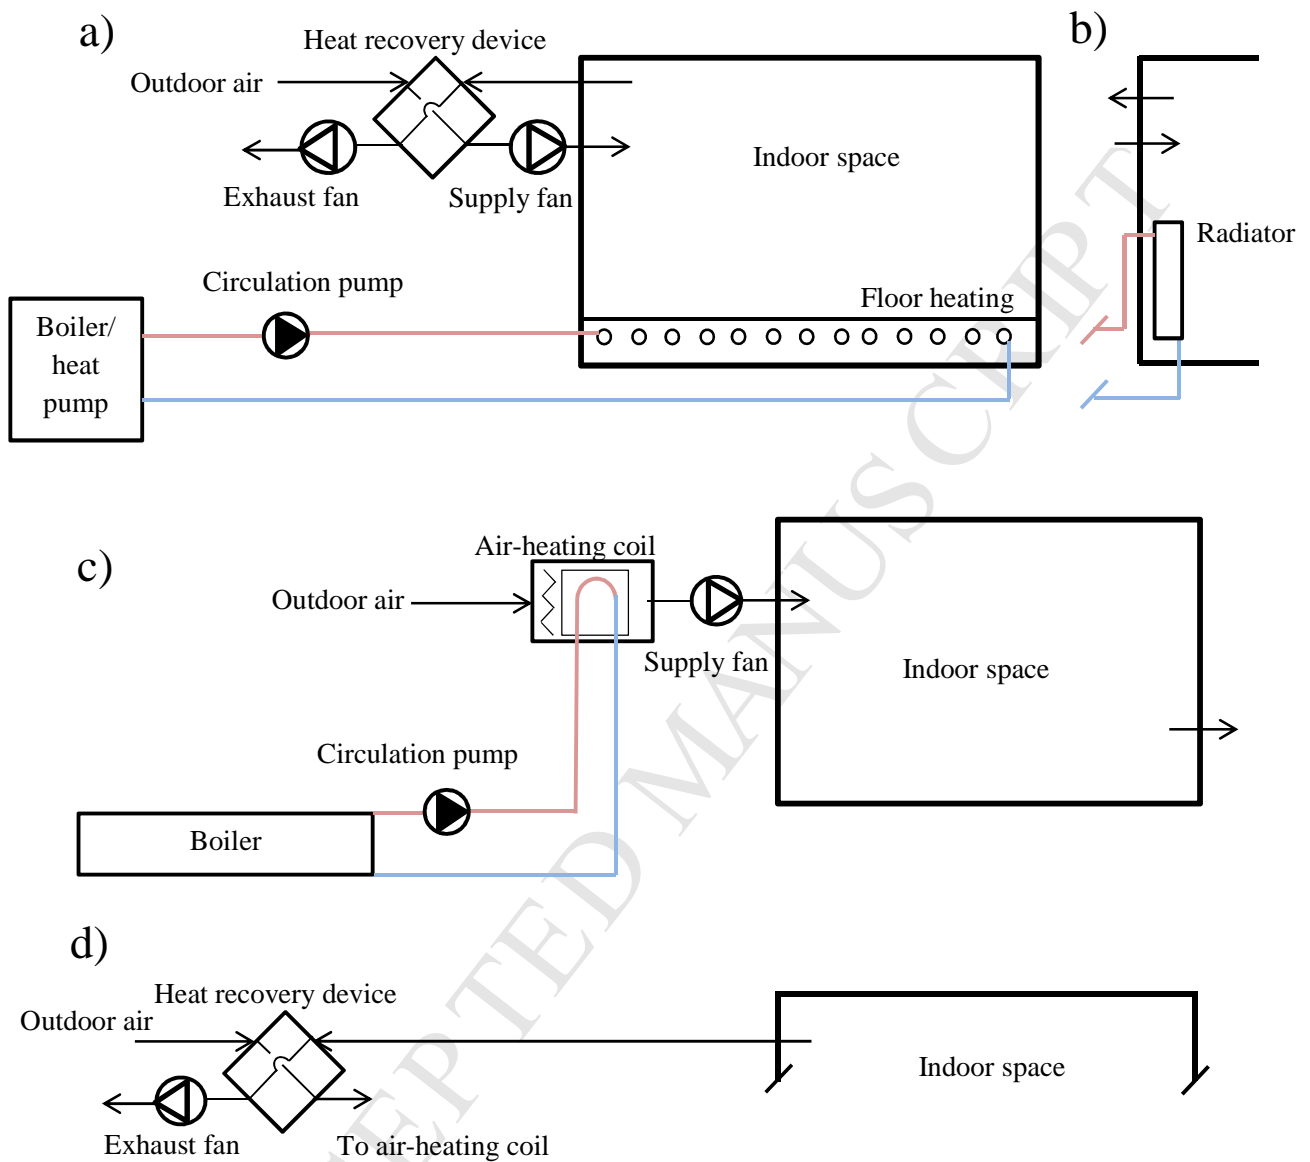 a)
Heat recovery device
b)
Outdoor air
Indoor space
Exhaust fan
Supply fan
Radiator
Circulation pump
Floor heating
Boiler/
heat
pump
Air-heating coil
c)
Outdoor air
Supply fan
Indoor space
Circulation pump
Boiler
d)
Heat recovery device
Outdoor air
Indoor space
Exhaust fan
To air-heating coil
EPTED MANUSCRIPT